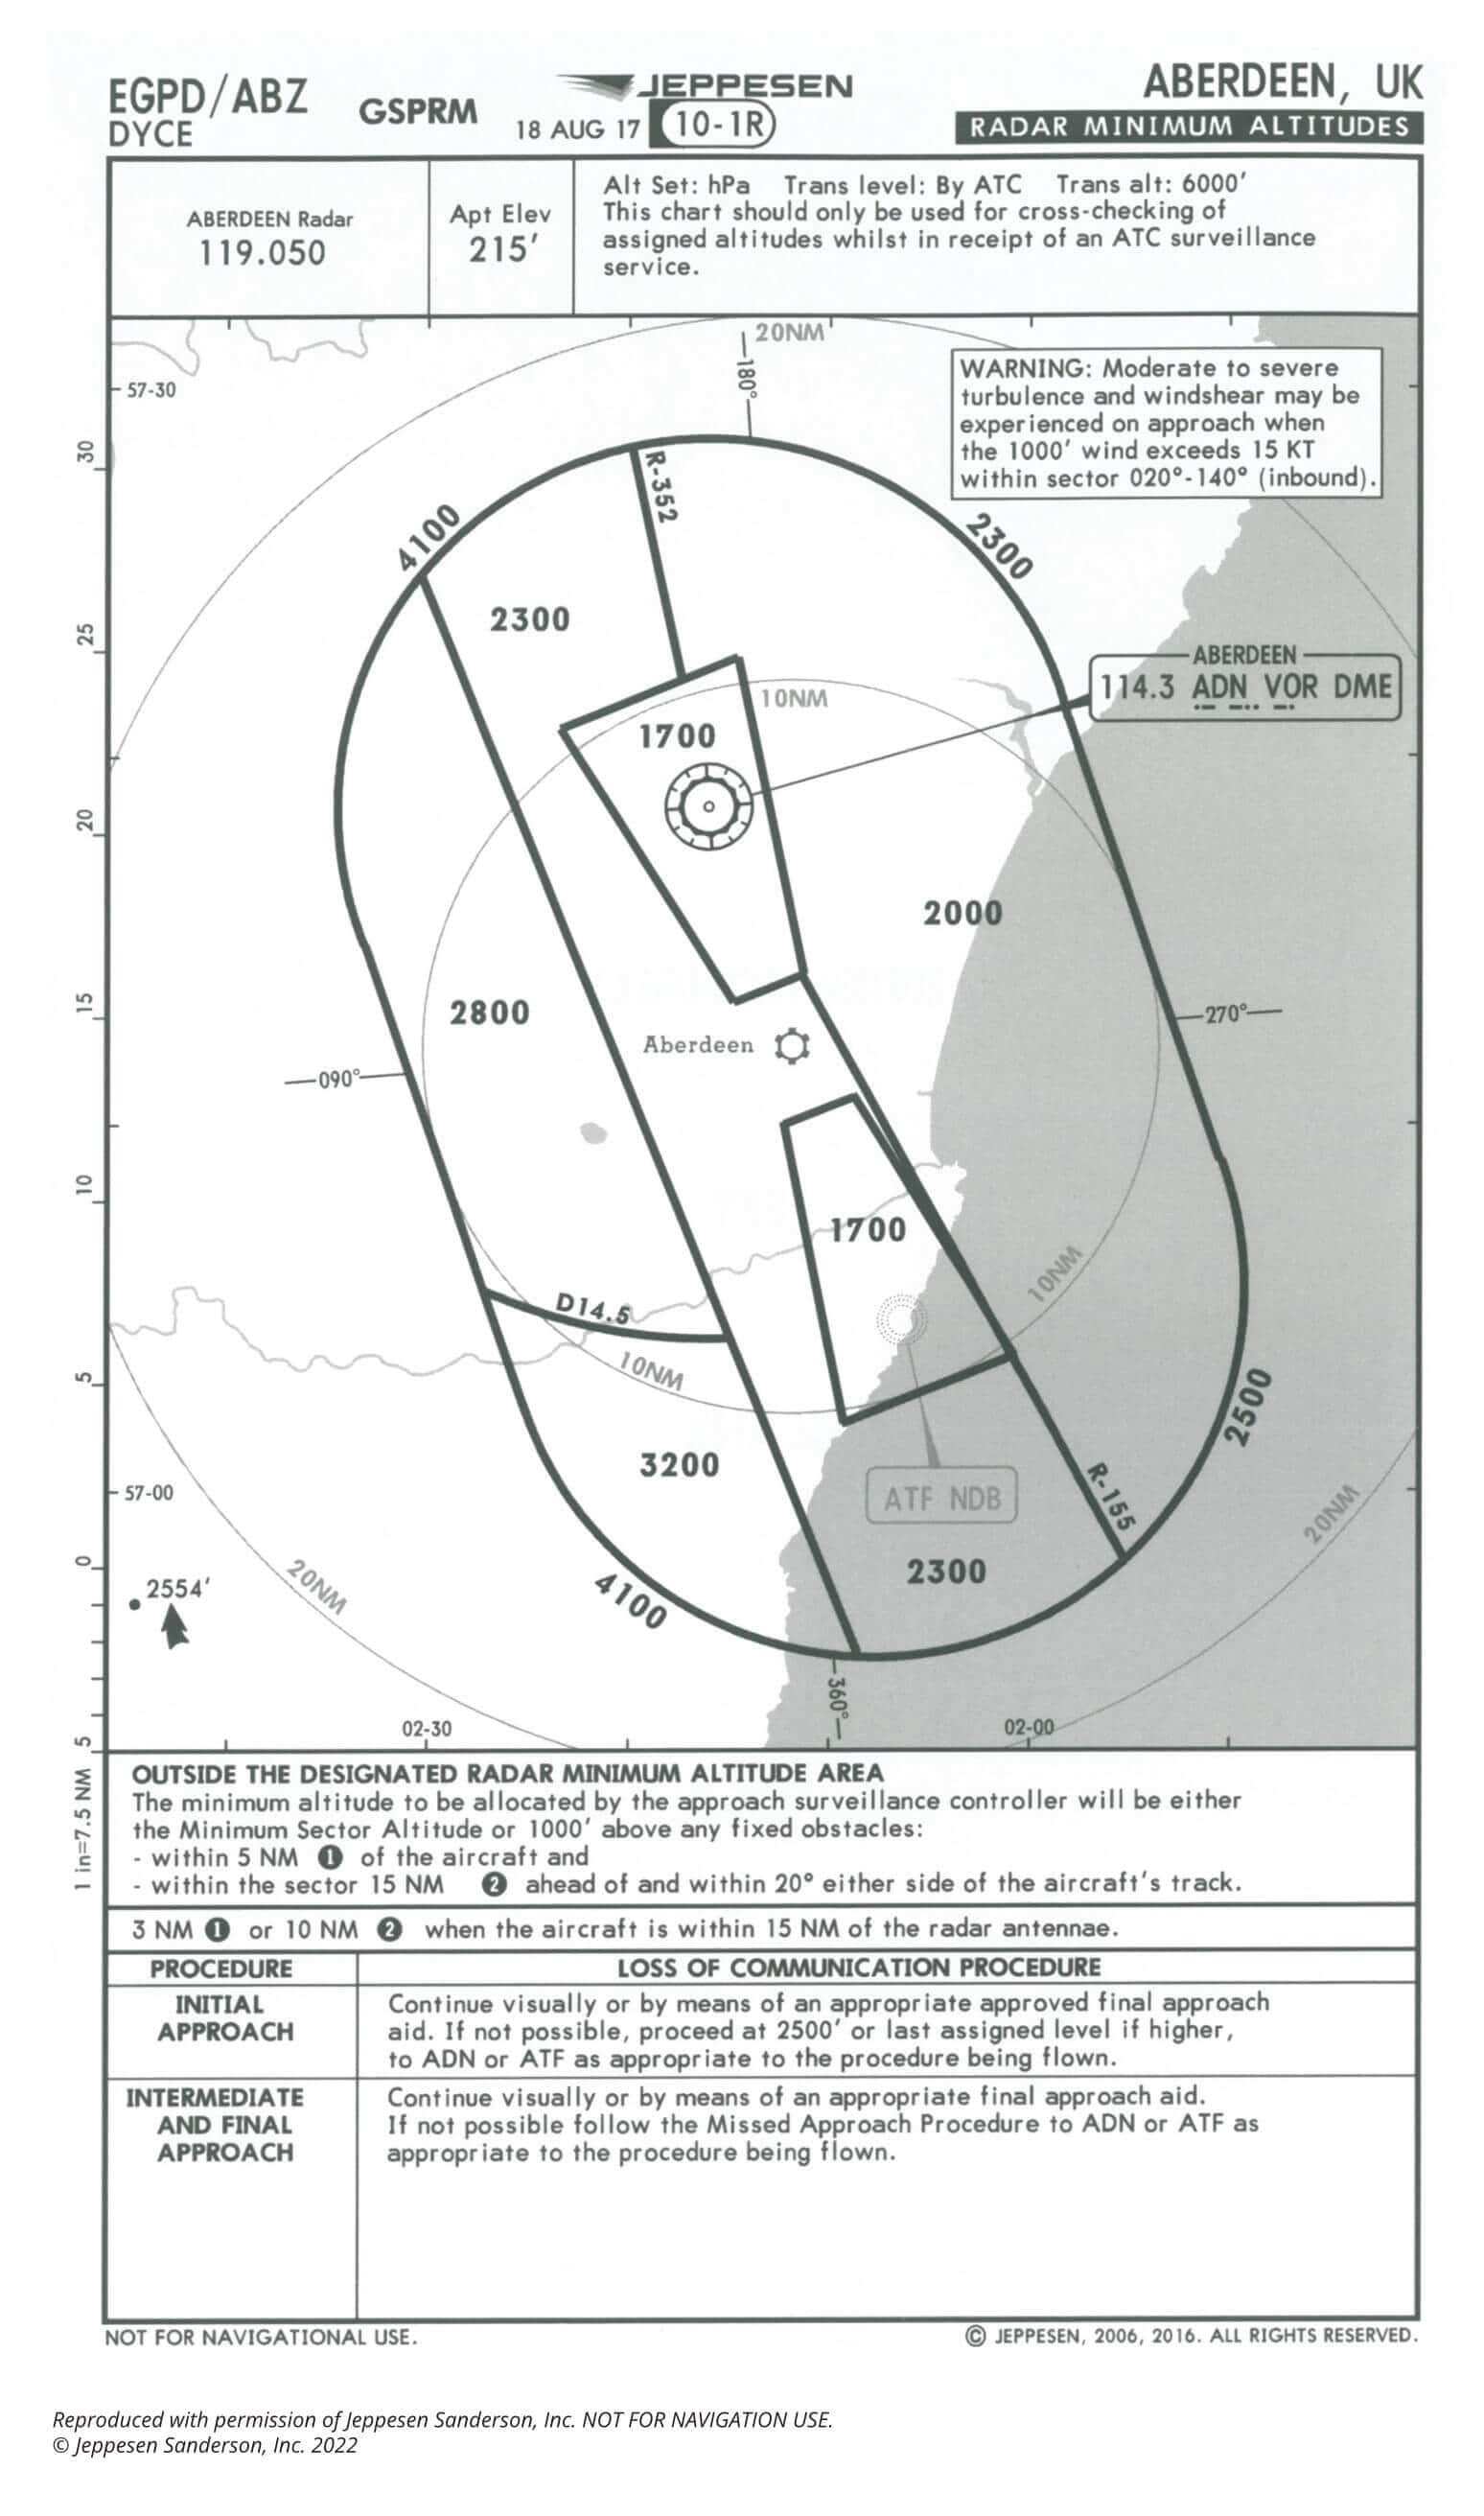 EGPD/ABZ
DYCE
GSPRM
JEPPESEN
18 AUG 17
10-1R
ABERDEEN, UK
RADAR MINIMUM ALTITUDES
ABERDEEN Radar
119.050
Apt Elev
215'
Alt Set: hPa Trans level: By ATC Trans alt: 6000'
This chart should only be used for cross-checking of
assigned altitudes whilst in receipt of an ATC surveillance
service.
20NM
180°
WARNING: Moderate to severe
turbulence and windshear may be
experienced on approach when
the 1000' wind exceeds 15 KT
within sector 020°-140° (inbound).
57-30
30
R-352
4100
2300
2300
25
ABERDEEN
114.3 ADN VOR DME
10NM
1700
20
2000
15
2800
270°
Aberdeen
090°
10
1700
10NM
D14.5
10NM
5
2500
3200
R-155
ATF NDB
57-00
20NM
2300
0
2554'
20NM
4100
360°
02-30
02-00
5
1 in=7.5 NM
OUTSIDE THE DESIGNATED RADAR MINIMUM ALTITUDE AREA
The minimum altitude to be allocated by the approach surveillance controller will be either
the Minimum Sector Altitude or 1000' above any fixed obstacles:
- within 5 NM ❶ of the aircraft and
- within the sector 15 NM ❷ ahead of and within 20° either side of the aircraft's track.
3 NM ❶ or 10 NM ❷ when the aircraft is within 15 NM of the radar antennae.
PROCEDURE
LOSS OF COMMUNICATION PROCEDURE
INITIAL
APPROACH
Continue visually or by means of an appropriate approved final approach
aid. If not possible, proceed at 2500' or last assigned level if higher,
to ADN or ATF as appropriate to the procedure being flown.
INTERMEDIATE
AND FINAL
APPROACH
Continue visually or by means of an appropriate final approach aid.
If not possible follow the Missed Approach Procedure to ADN or ATF as
appropriate to the procedure being flown.
NOT FOR NAVIGATIONAL USE.
© JEPPESEN, 2006, 2016. ALL RIGHTS RESERVED.
Reproduced with permission of Jeppesen Sanderson, Inc. NOT FOR NAVIGATION USE.
© Jeppesen Sanderson, Inc. 2022